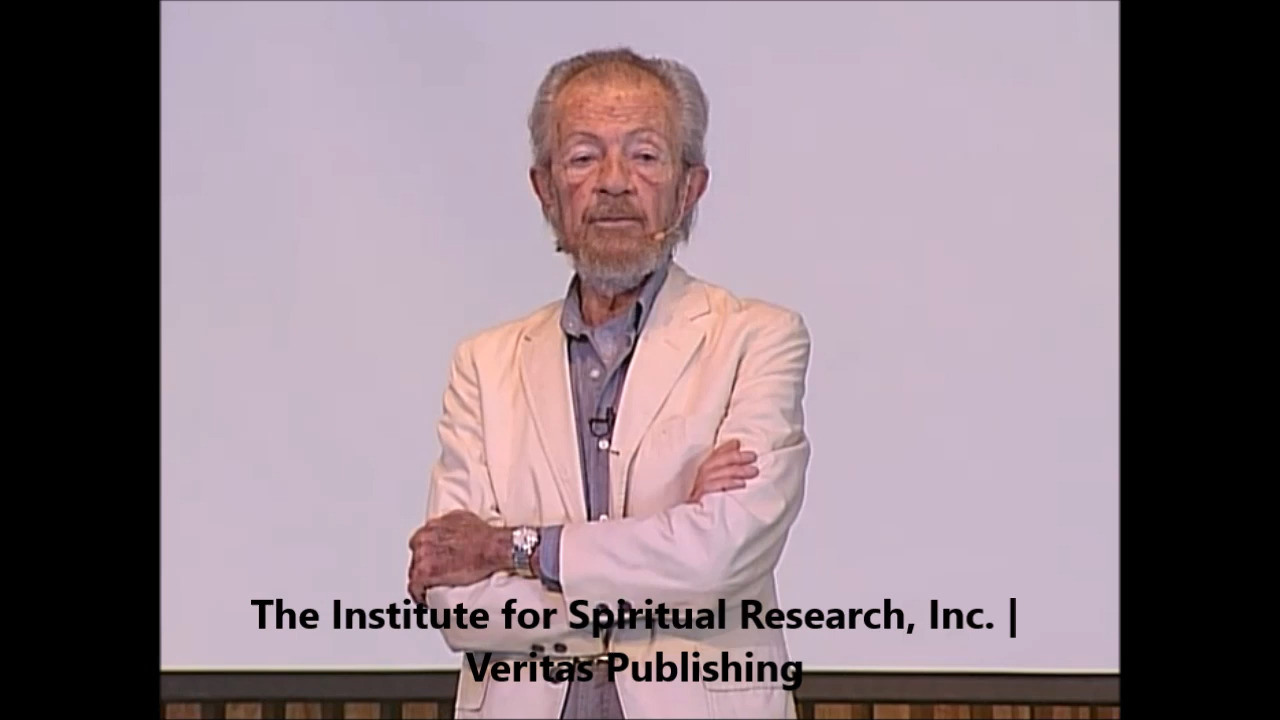 The Institute for Spiritual Research, Inc. |
Veritas Publishing